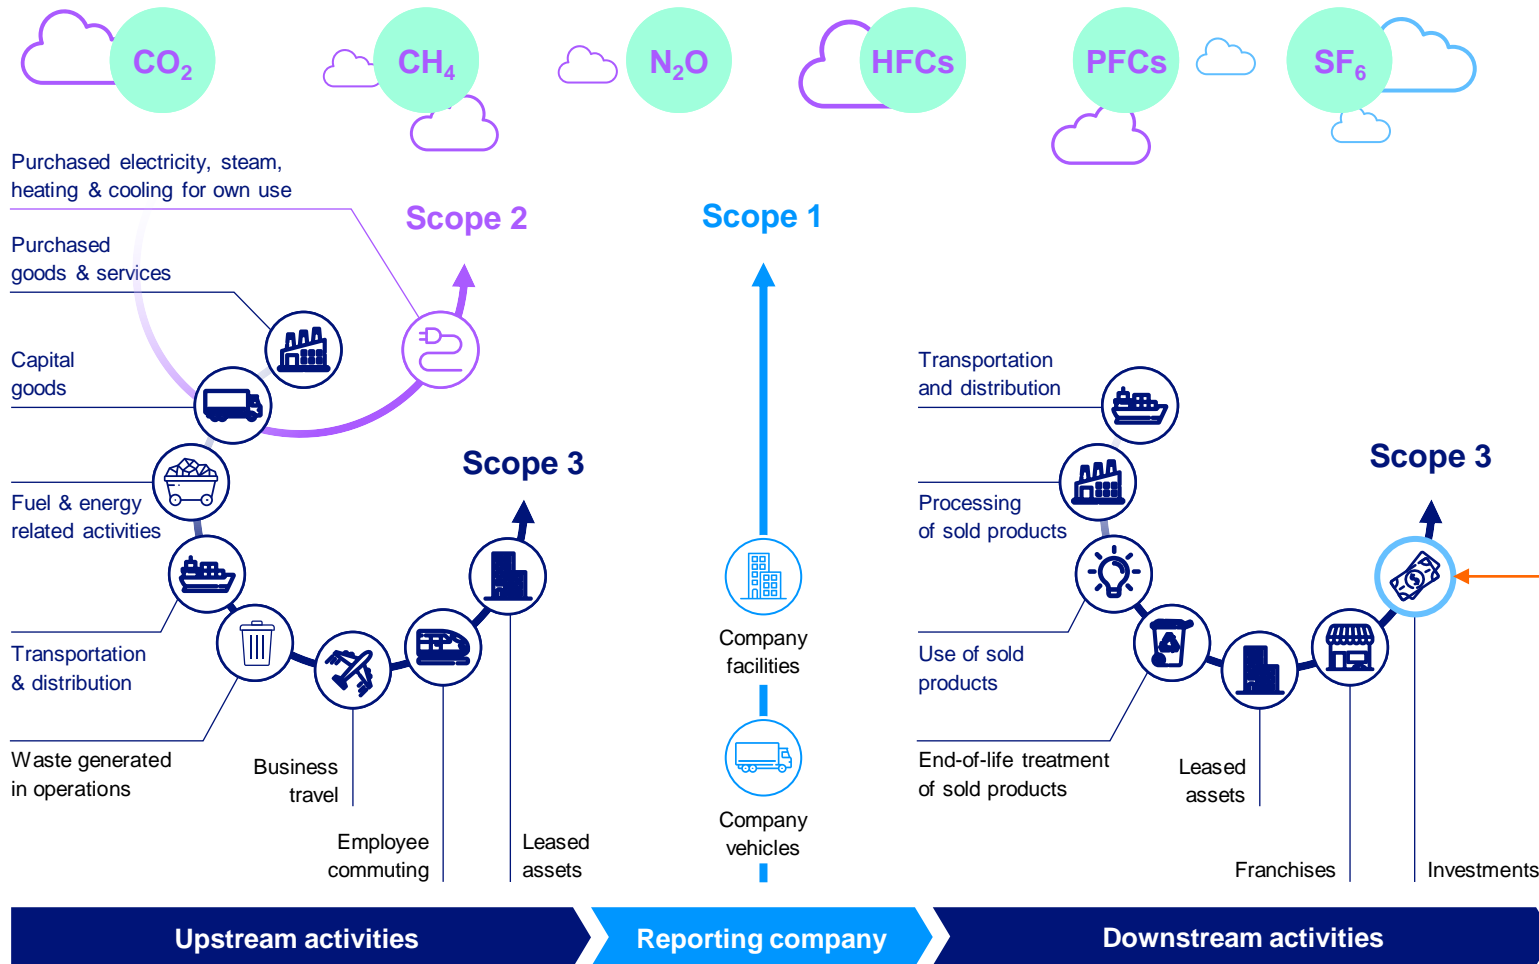 CO₂
CH₄
N₂O
HFCs
PFCs
SF₆
Purchased electricity, steam,
heating & cooling for own use
Scope 2
Purchased
goods & services
Capital
goods
Fuel & energy
related activities
Transportation
& distribution
Waste generated
in operations
Business
travel
Employee
commuting
Leased
assets
Scope 3
Scope 1
Company
facilities
Company
vehicles
Transportation
and distribution
Processing
of sold products
Use of sold
products
End-of-life treatment
of sold products
Leased
assets
Franchises
Investments
Scope 3
$
Upstream activities
Reporting company
Downstream activities